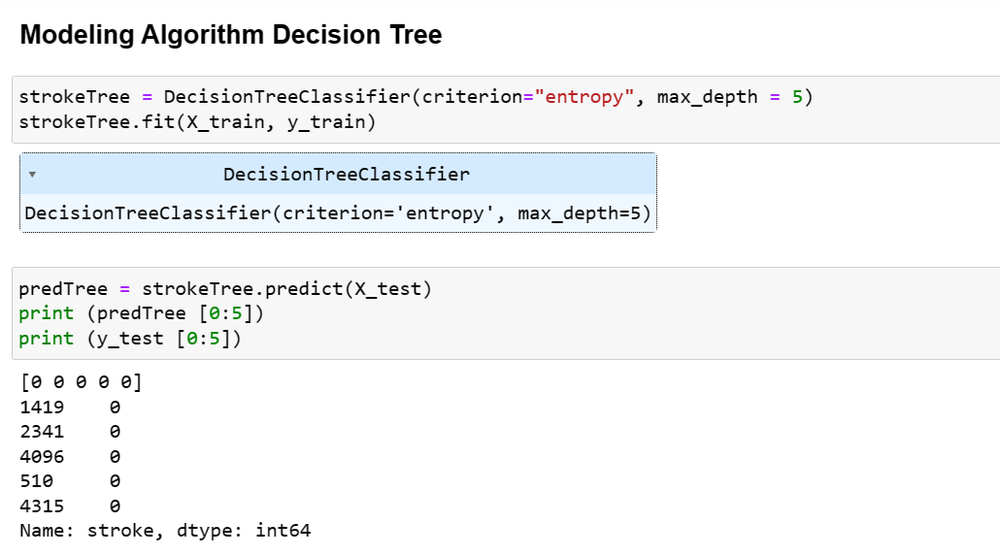 Modeling Algorithm Decision Tree
strokeTree = DecisionTreeClassifier(criterion="entropy", max_depth = 5)
strokeTree.fit(X_train, y_train)
DecisionTreeClassifier
DecisionTreeClassifier(criterion='entropy', max_depth=5)
predTree = strokeTree.predict(X_test)
print (predTree [0:5])
print (y_test [0:5])
[0 0 0 0 0]
1419    0
2341    0
4096    0
510     0
4315    0
Name: stroke, dtype: int64